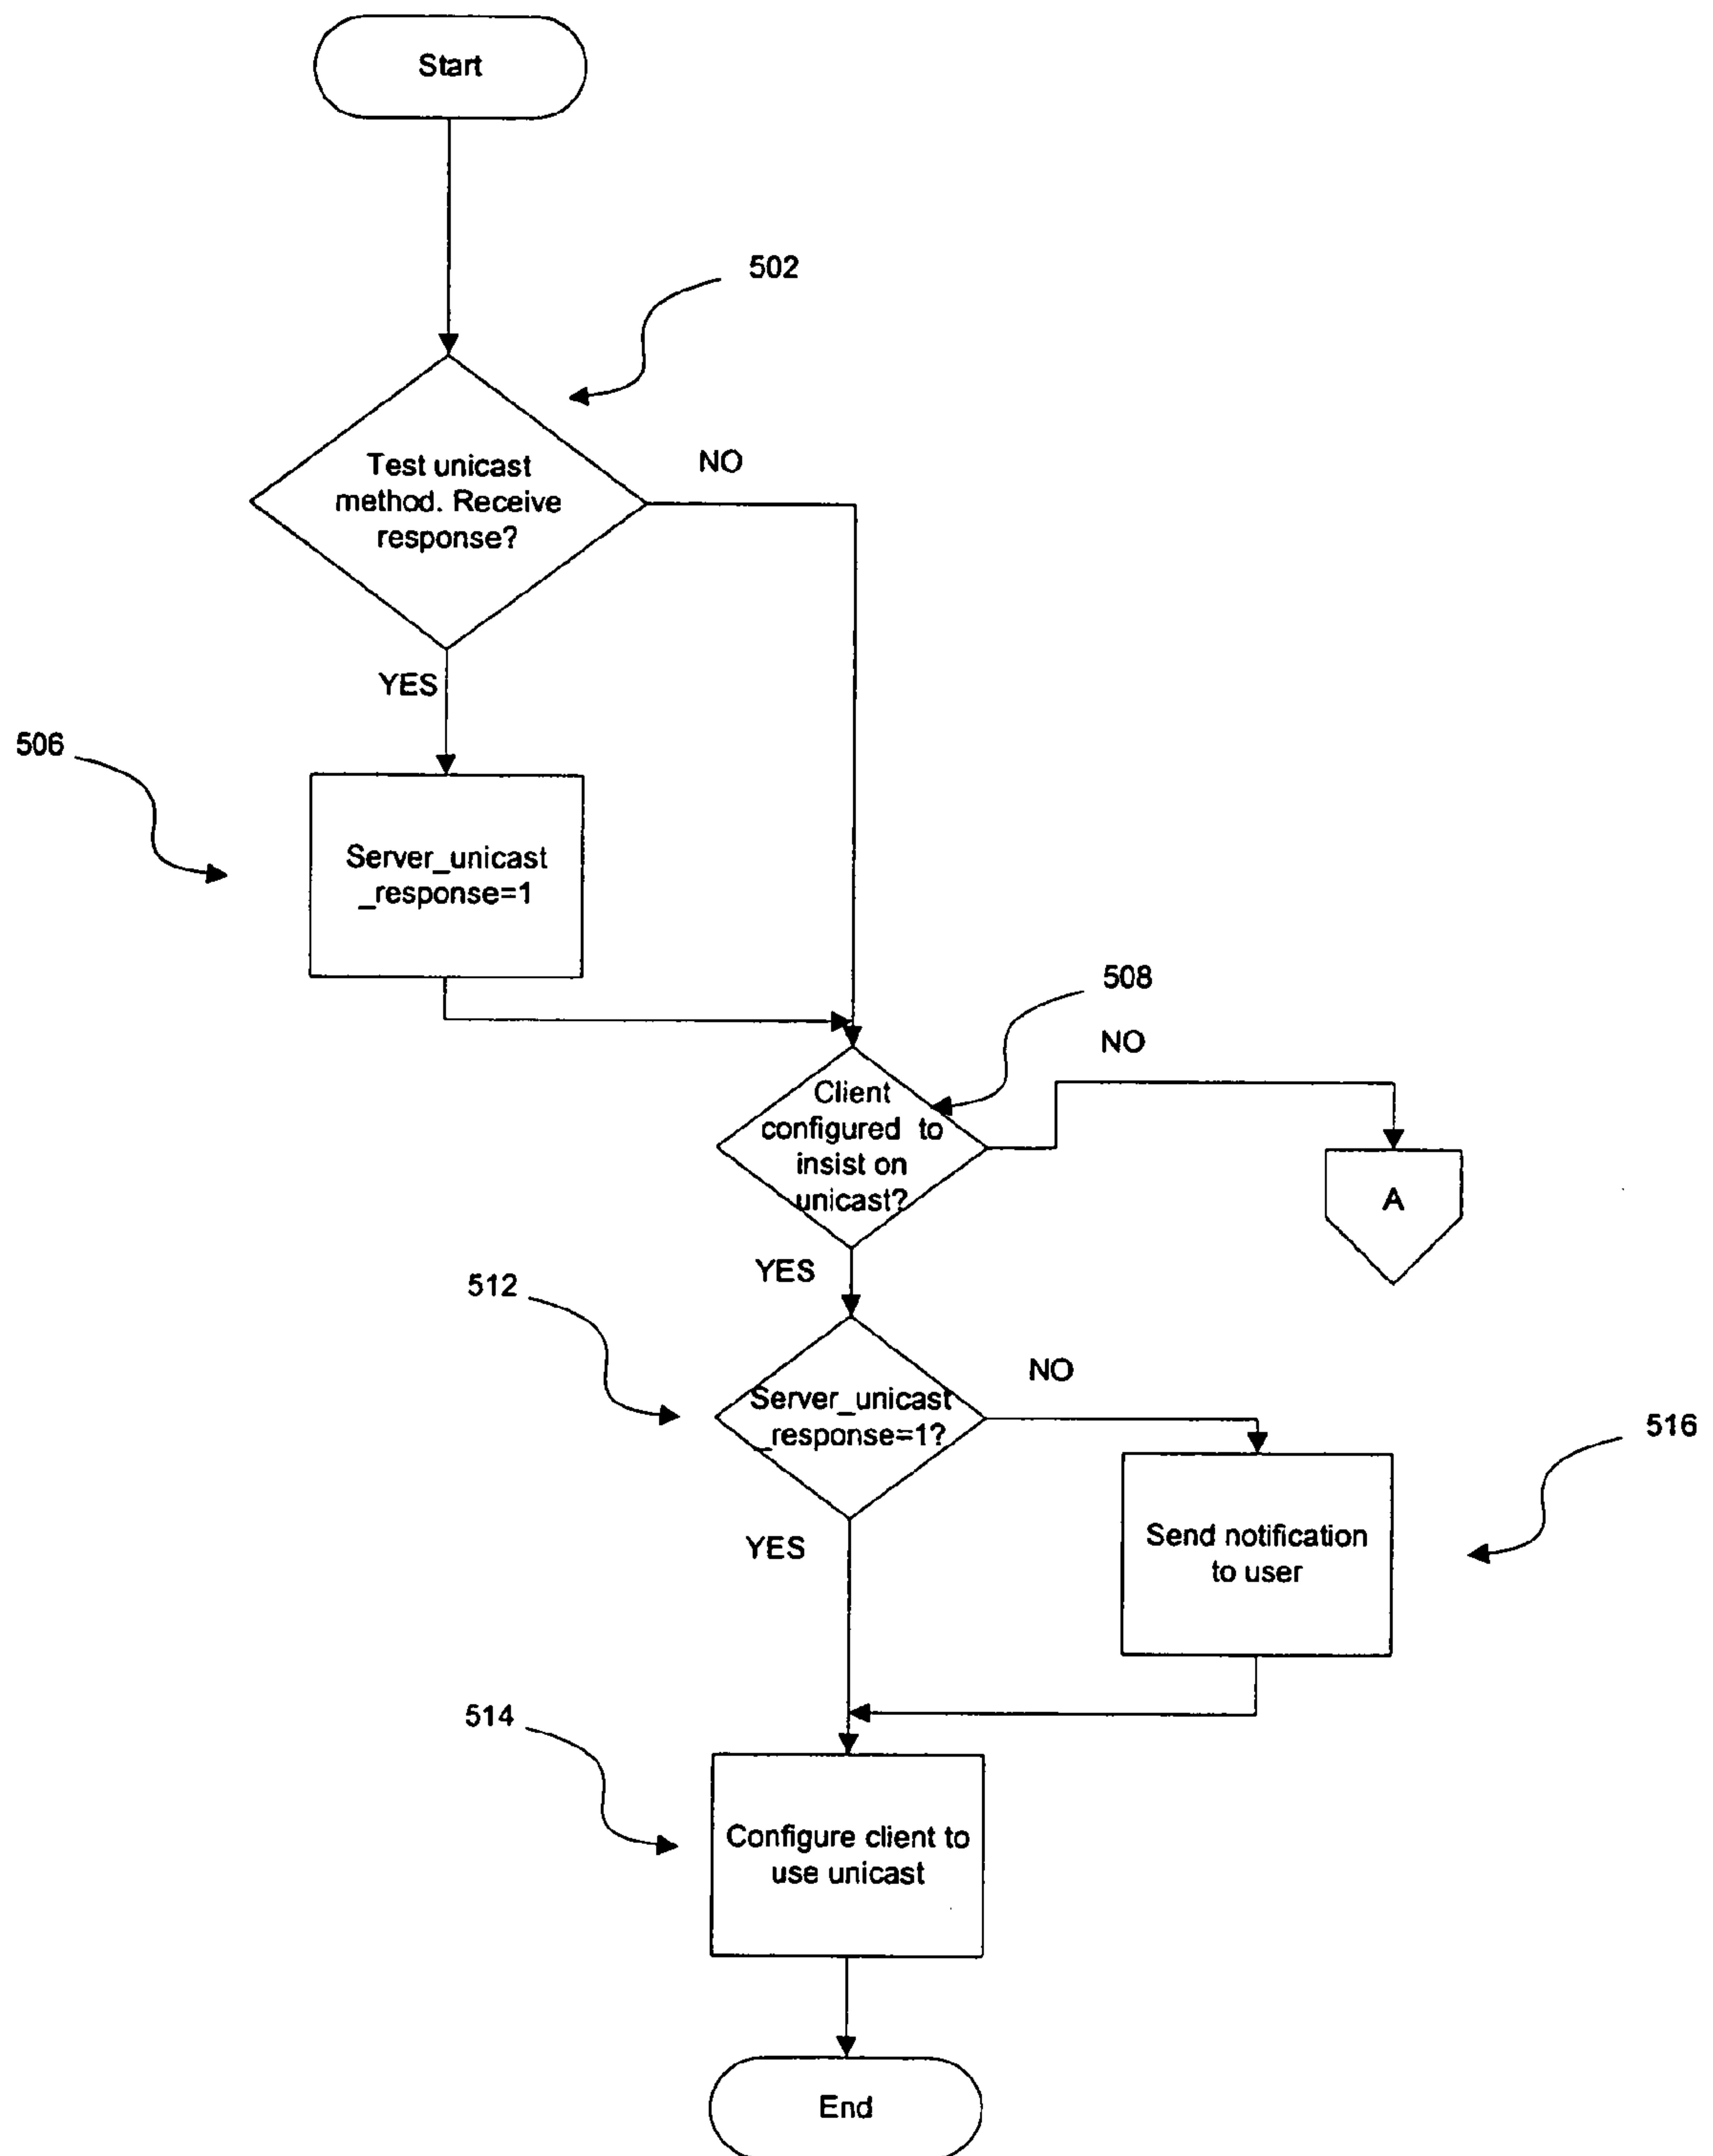 Start
502
Test unicast
method. Receive
response?
NO
YES
506
Server_unicast
_response=1
508
NO
Client
configured to
insist on
unicast?
A
YES
512
Server_unicast
_response=1?
NO
516
Send notification
to user
YES
514
Configure client to
use unicast
End